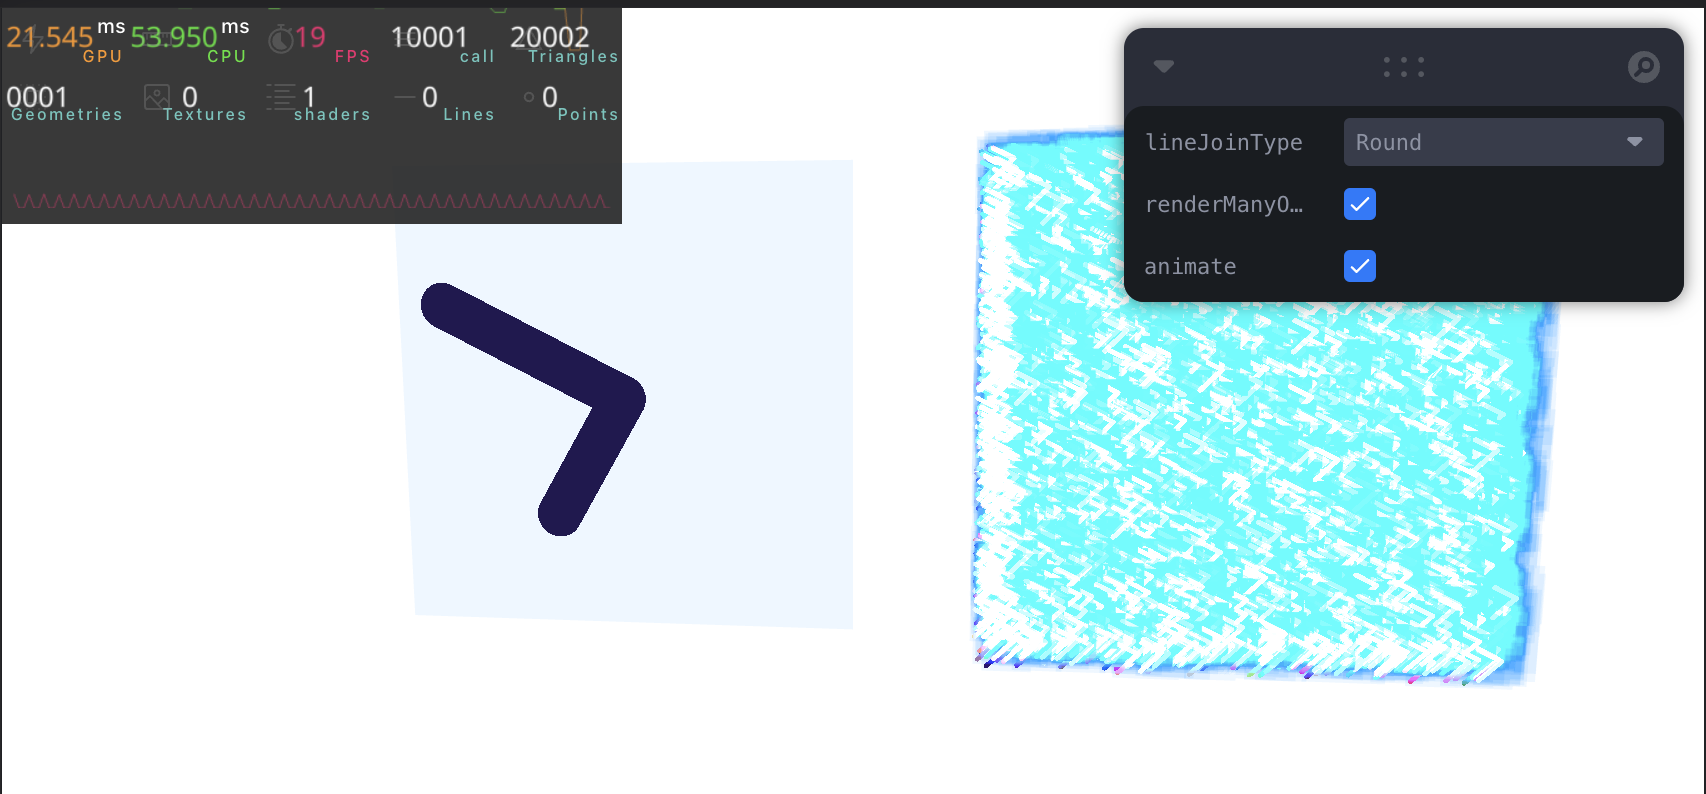 21.545 ms 53.950 ms 19 10001 20002
GPU CPU FPS call Triangles
0001 0 1 0 0
Geometries Textures shaders Lines Points
lineJoinType Round
renderManyO…
animate